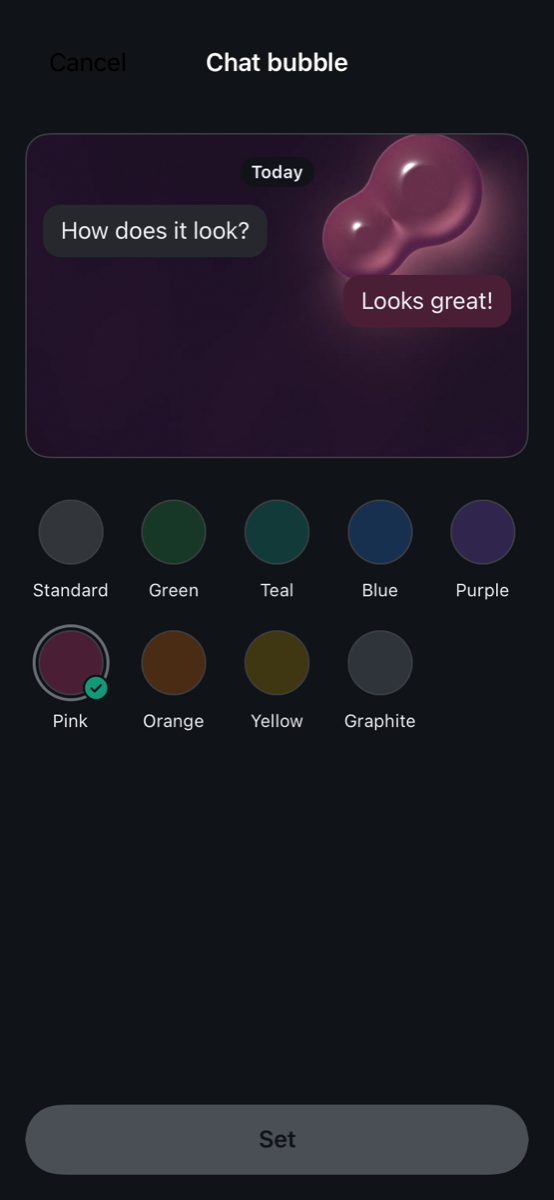 Cancel
Chat bubble
Today
How does it look?
Looks great!
Standard
Green
Teal
Blue
Purple
Pink
Orange
Yellow
Graphite
Set